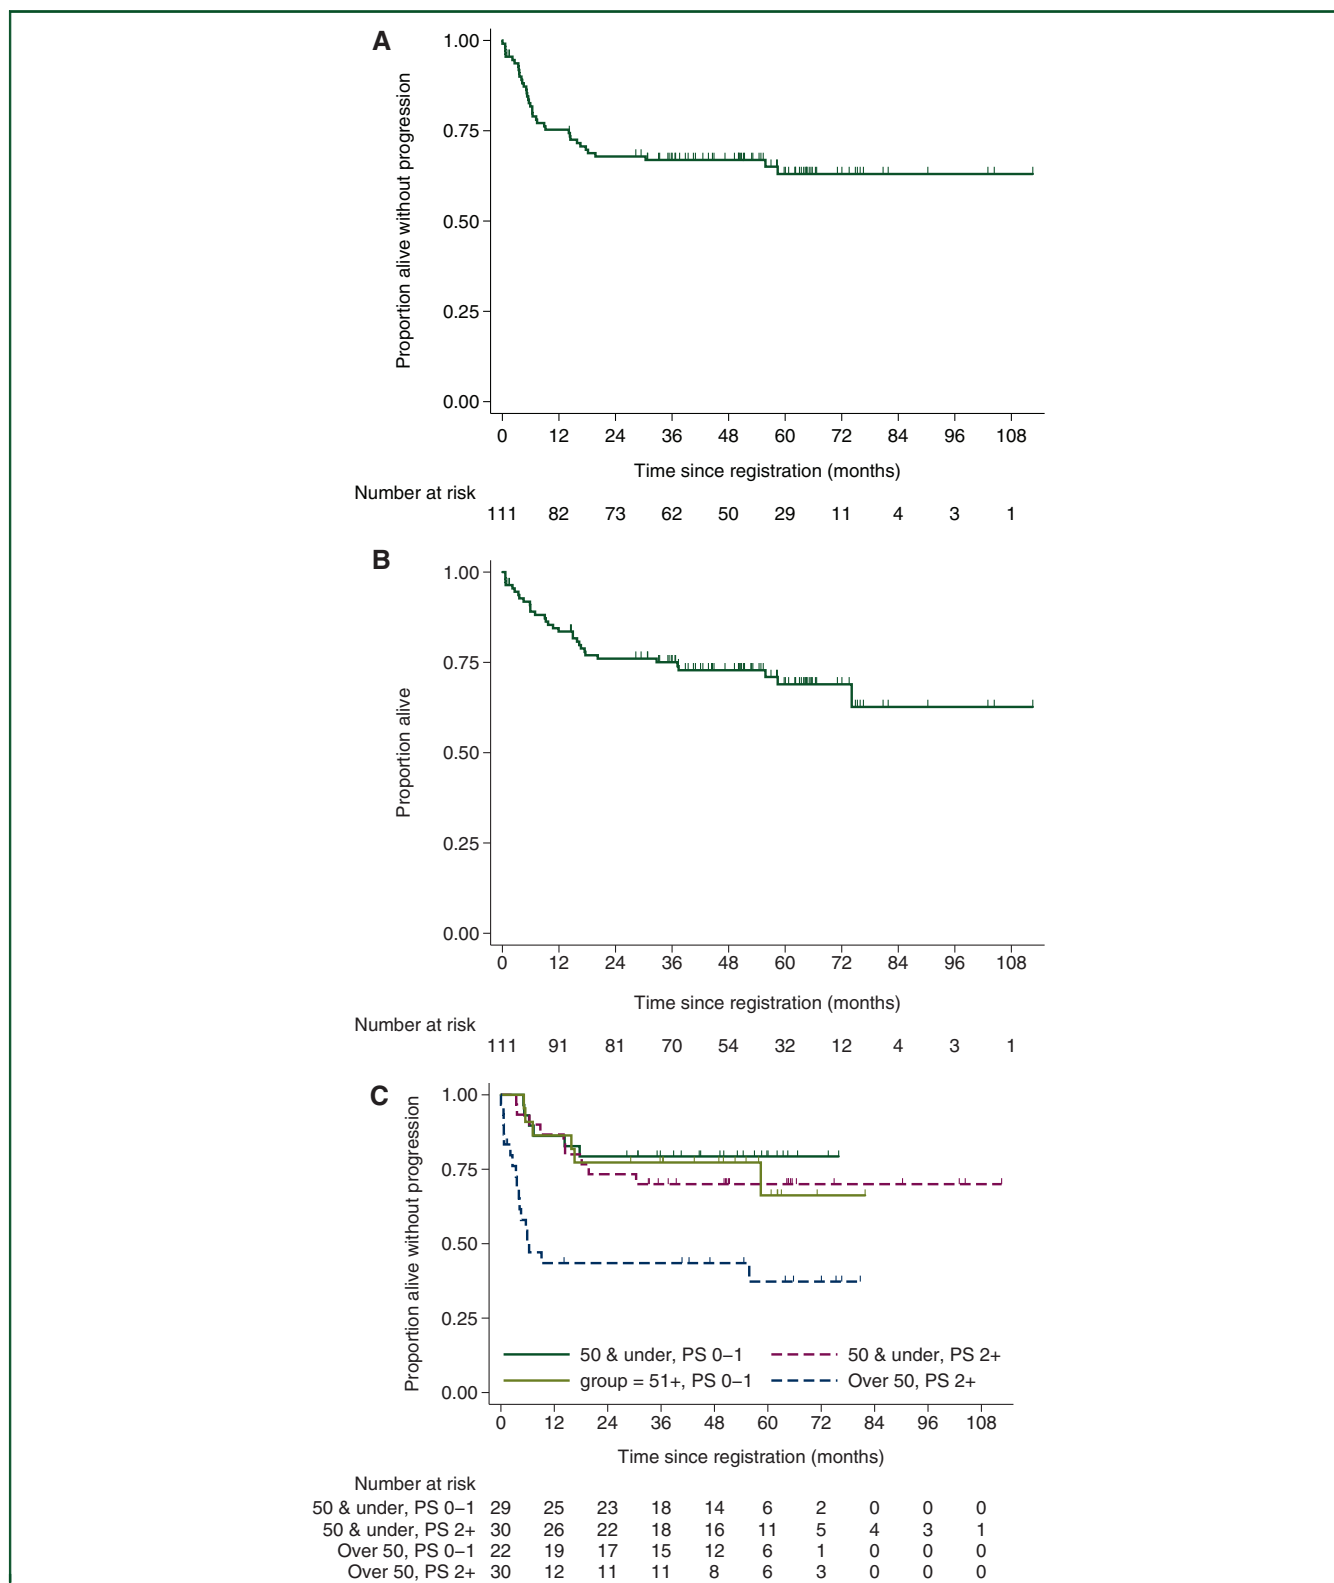 A
1.00
0.75
0.50
0.25
0.00
Proportion alive without progression
0 12 24 36 48 60 72 84 96 108
Time since registration (months)
Number at risk
111 82 73 62 50 29 11 4 3 1
B
1.00
0.75
0.50
0.25
0.00
Proportion alive
0 12 24 36 48 60 72 84 96 108
Time since registration (months)
Number at risk
111 91 81 70 54 32 12 4 3 1
C
1.00
0.75
0.50
0.25
0.00
Proportion alive without progression
50 & under, PS 0–1 50 & under, PS 2+
group = 51+, PS 0–1 Over 50, PS 2+
0 12 24 36 48 60 72 84 96 108
Time since registration (months)
Number at risk
50 & under, PS 0–1 29 25 23 18 14 6 2 0 0 0
50 & under, PS 2+ 30 26 22 18 16 11 5 4 3 1
Over 50, PS 0–1 22 19 17 15 12 6 1 0 0 0
Over 50, PS 2+ 30 12 11 11 8 6 3 0 0 0